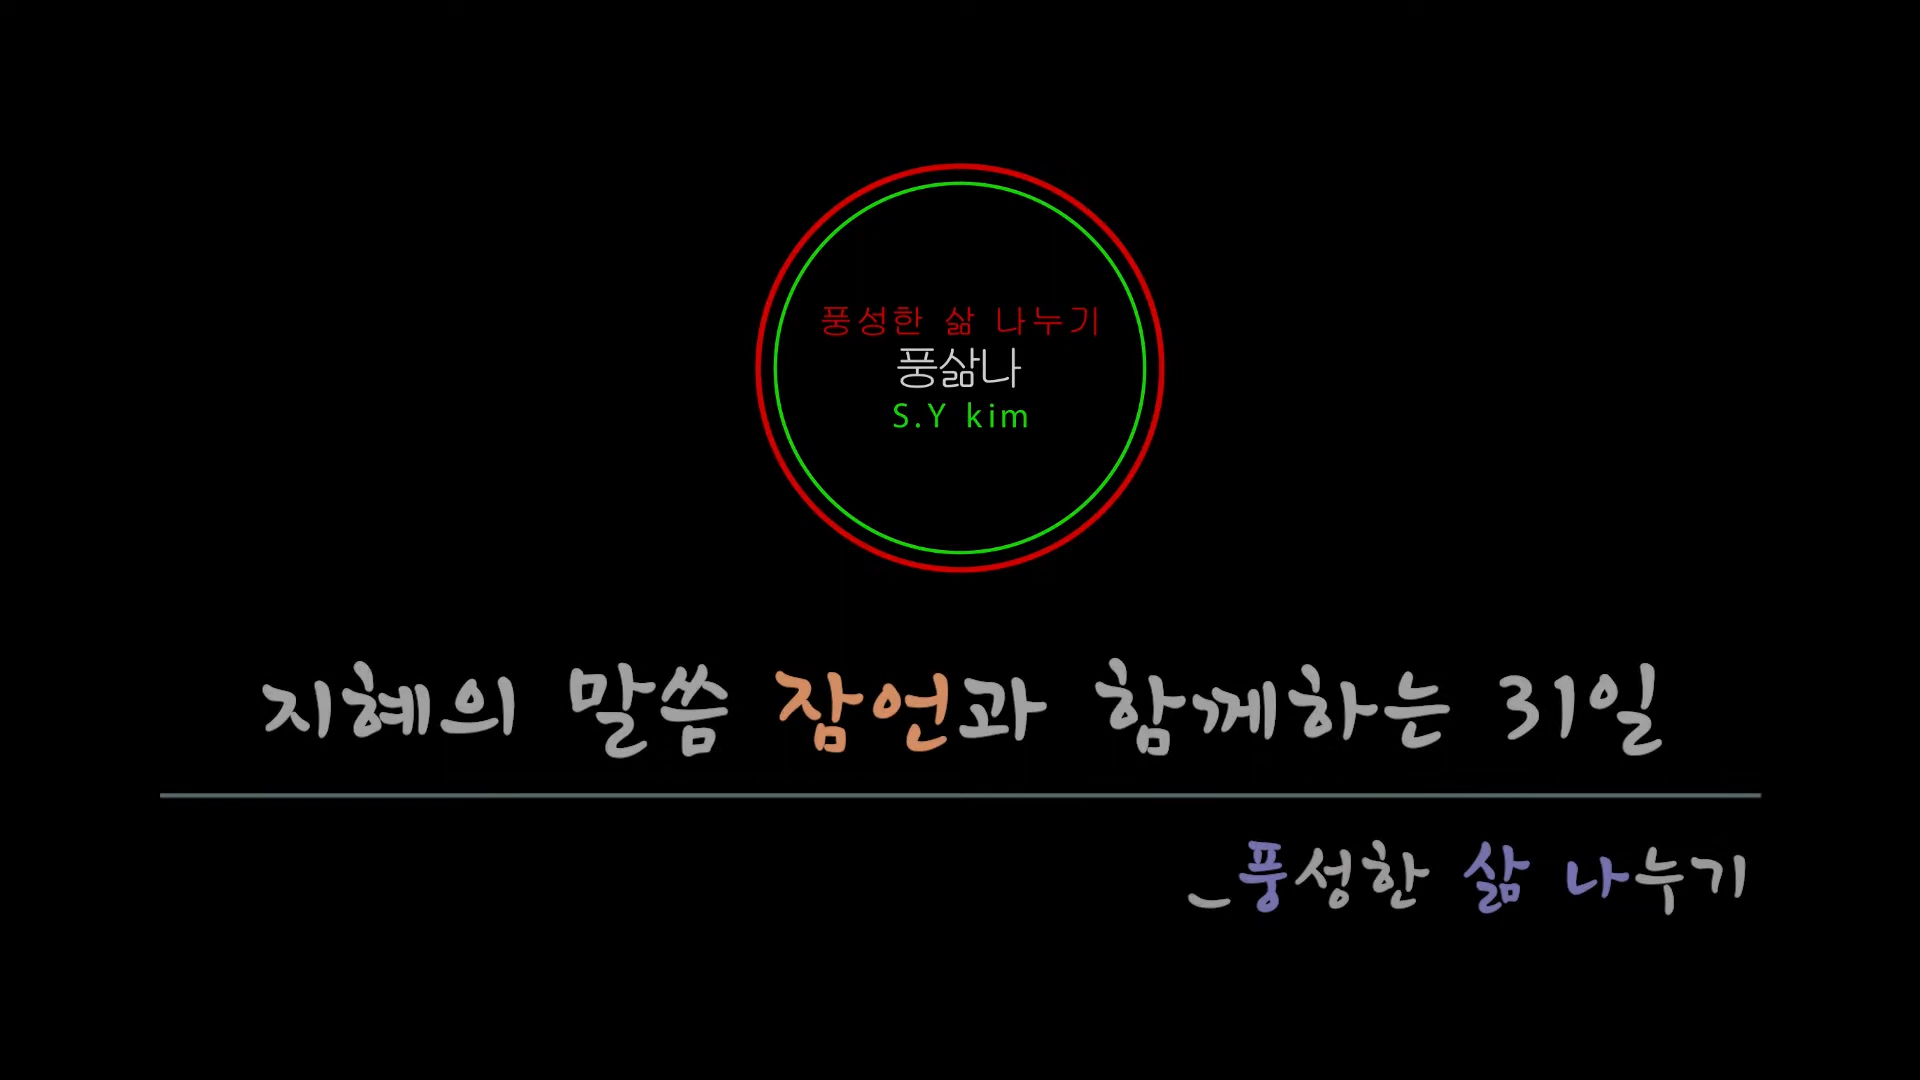 풍성한 삶 나누기
풍삶나
S.Y kim
지혜의 말씀 잠언과 함께하는 31일
_풍성한 삶 나누기